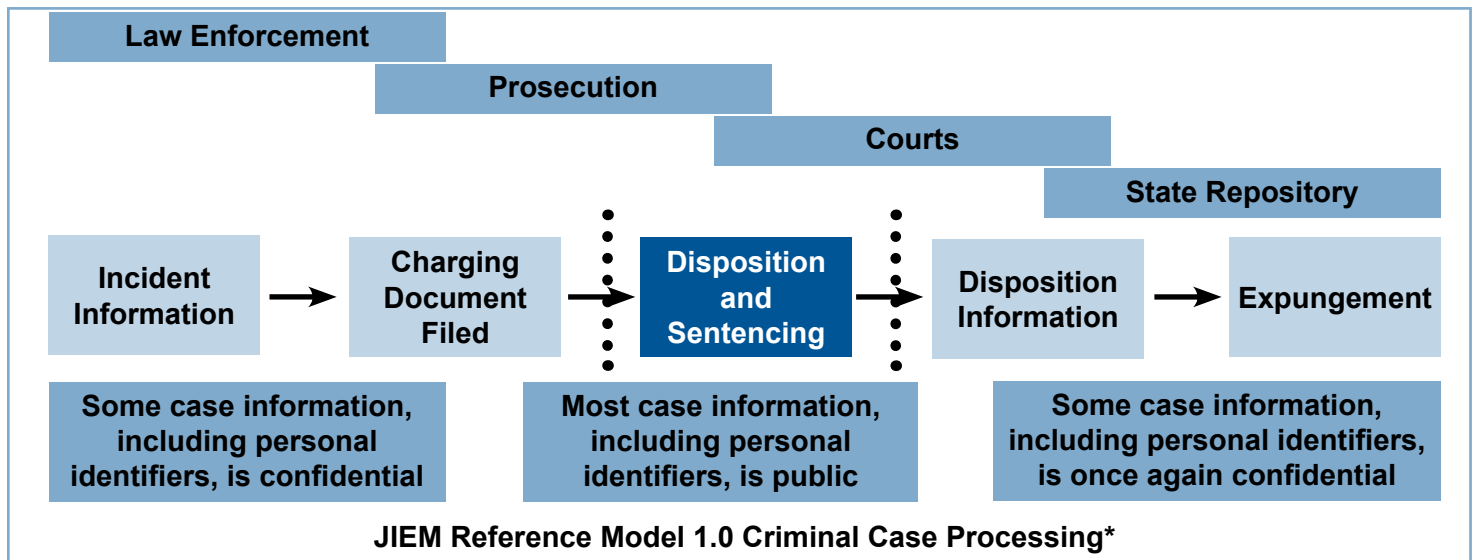 Law Enforcement
Prosecution
Courts
State Repository
Incident
Information
Charging
Document
Filed
Disposition
and
Sentencing
Disposition
Information
Expungement
Some case information,
including personal
identifiers, is confidential
Most case information,
including personal
identifiers, is public
Some case information,
including personal identifiers,
is once again confidential
JIEM Reference Model 1.0 Criminal Case Processing*